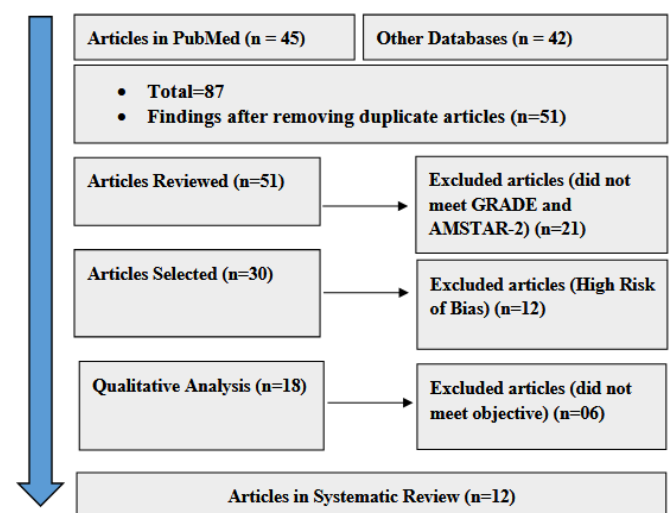 Articles in PubMed (n = 45)
Other Databases (n = 42)
• Total=87
• Findings after removing duplicate articles (n=51)
Articles Reviewed (n=51)
Excluded articles (did not
meet GRADE and
AMSTAR-2) (n=21)
Articles Selected (n=30)
Excluded articles (High Risk
of Bias) (n=12)
Qualitative Analysis (n=18)
Excluded articles (did not
meet objective) (n=06)
Articles in Systematic Review (n=12)